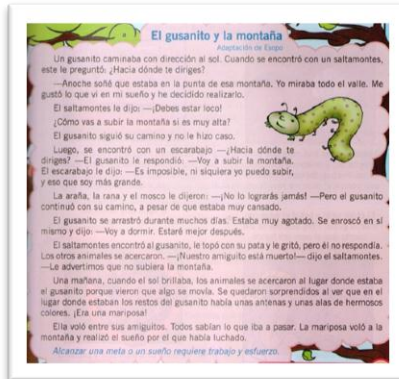 El gusanito y la montaña
Adaptación de Esopo
Un gusanito caminaba con dirección al sol. Cuando se encontró con un saltamontes,
este le preguntó: ¿Hacia dónde te diriges?
—Anoche soñé que estaba en la punta de esa montaña. Yo miraba todo el valle. Me
gustó lo que vi en mi sueño y he decidido realizarlo.
El saltamontes le dijo: —¡Debes estar loco!
¿Cómo vas a subir la montaña si es muy alta?
El gusanito siguió su camino y no le hizo caso.
Luego, se encontró con un escarabajo —¿Hacia dónde te
diriges? —El gusanito le respondió: —Voy a subir la montaña.
El escarabajo le dijo: —Es imposible, ni siquiera yo puedo subir,
y eso que soy más grande.
La araña, la rana y el mosco le dijeron: —¡No lo lograrás jamás! —Pero el gusanito
continuó con su camino, a pesar de que estaba muy cansado.
El gusanito se arrastró durante muchos días. Estaba muy agotado. Se enroscó en sí
mismo y dijo: —Voy a dormir. Estaré mejor después.
El saltamontes encontró al gusanito, le topó con su pata y le gritó, pero él no respondía.
Los otros animales se acercaron. —¡Nuestro amiguito está muerto!— dijo el saltamontes.
—Le advertimos que no subiera la montaña.
Una mañana, cuando el sol brillaba, los animales se acercaron al lugar donde estaba
el gusanito porque vieron que algo se movía. Se quedaron sorprendidos al ver que en el
lugar donde estaban los restos del gusanito había unas antenas y unas alas de hermosos
colores. ¡Era una mariposa!
Ella voló entre sus amiguitos. Todos sabían lo que iba a pasar. La mariposa voló a la
montaña y realizó el sueño por el que había luchado.
Alcanzar una meta o un sueño requiere trabajo y esfuerzo.